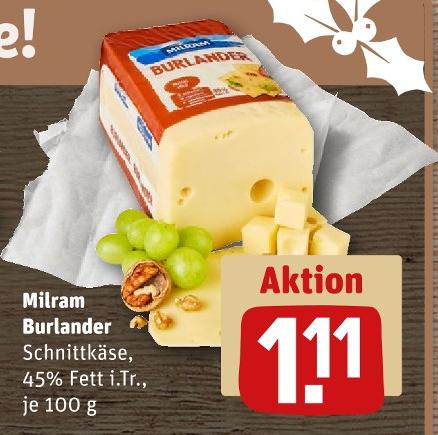 e!
MILRAM
BURLANDER
Aktion
1.11
Milram
Burlander
Schnittkäse,
45% Fett i.Tr.,
je 100 g